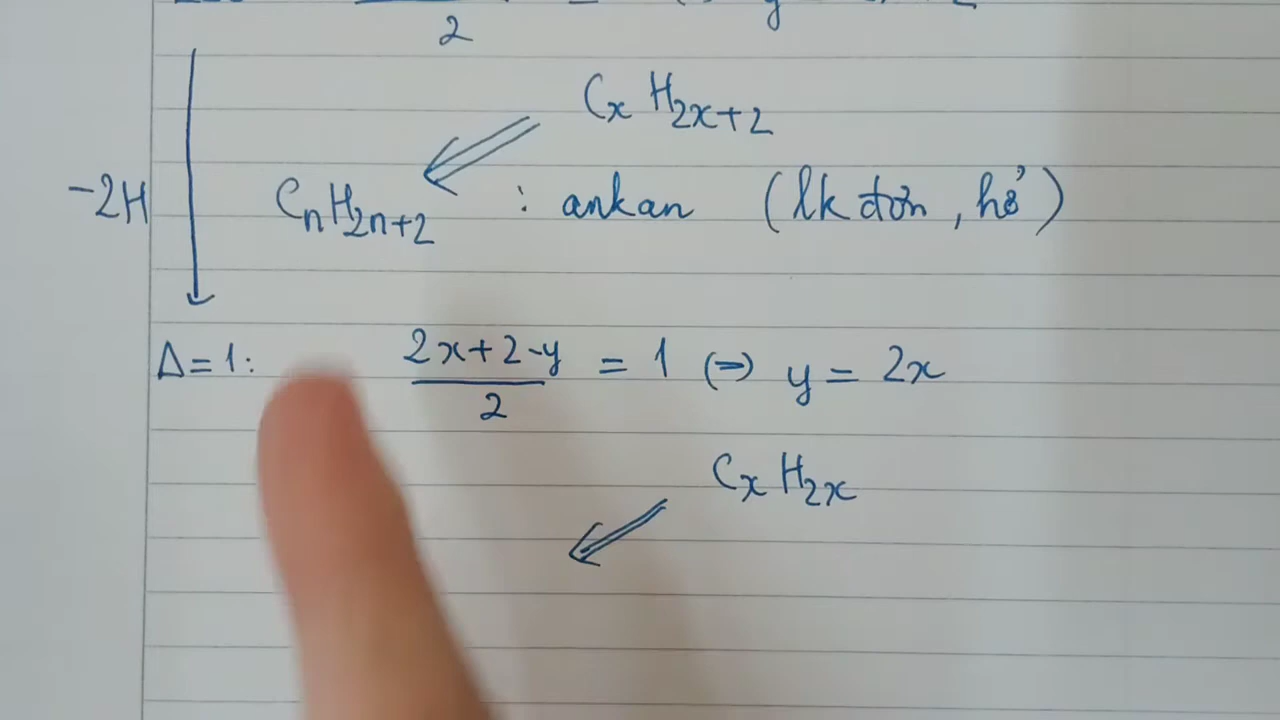 2
CxH2x+2
-2H CnH2n+2 : ankan (lk đơn, hở)
Δ=1: (2x+2-y)/2 = 1 (=) y = 2x
CxH2x